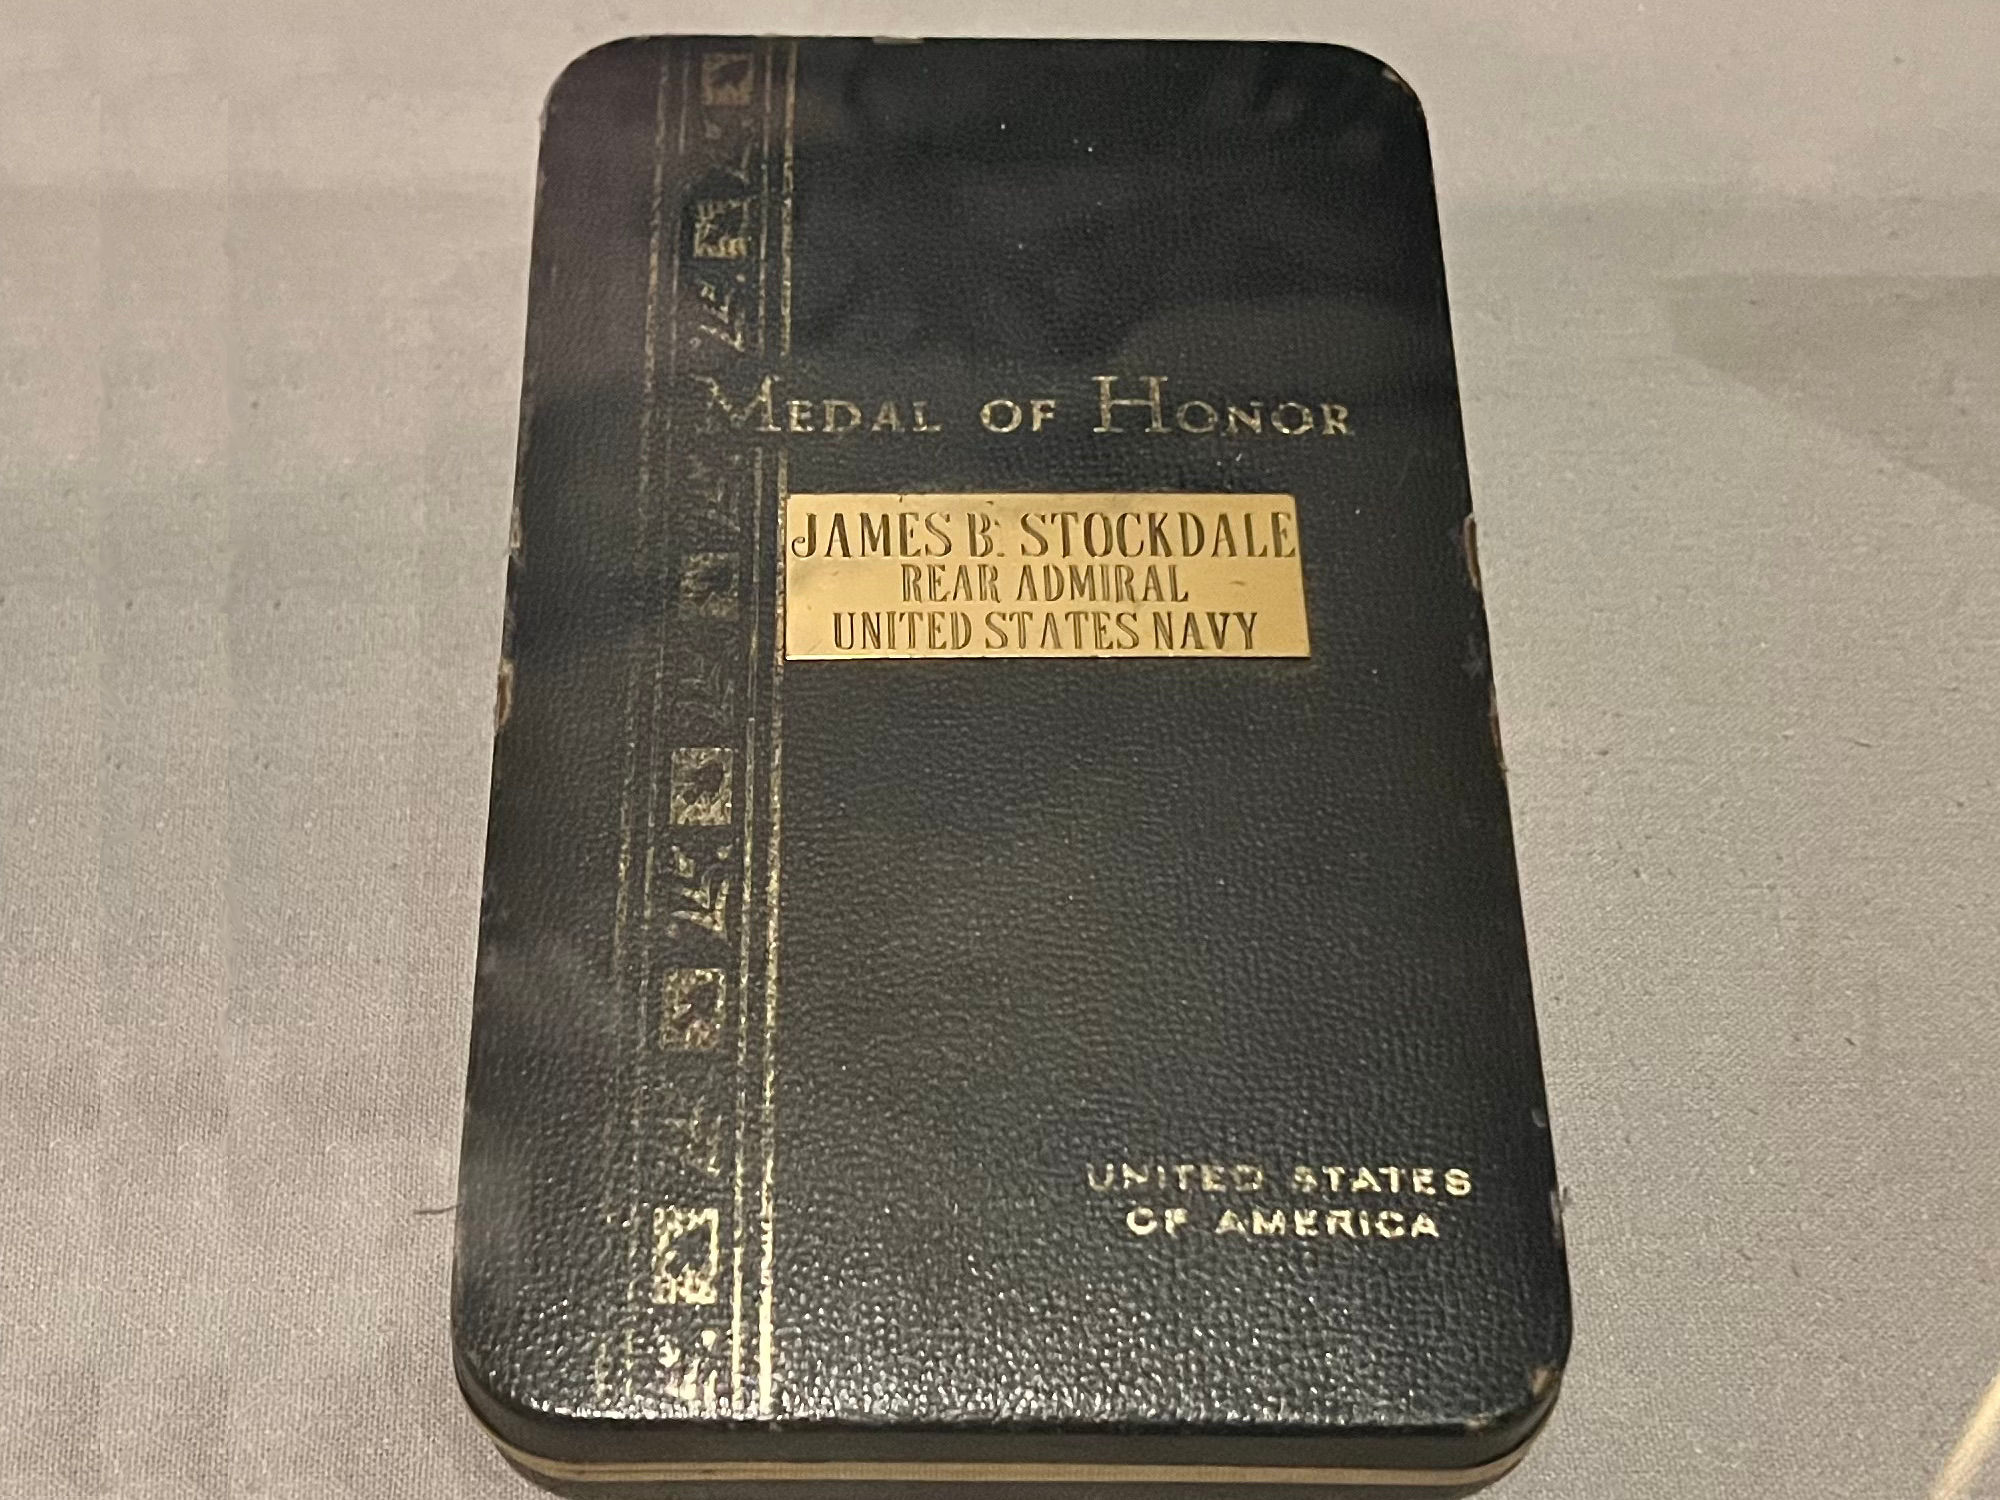 MEDAL OF HONOR
JAMES B. STOCKDALE
REAR ADMIRAL
UNITED STATES NAVY
UNITED STATES
OF AMERICA